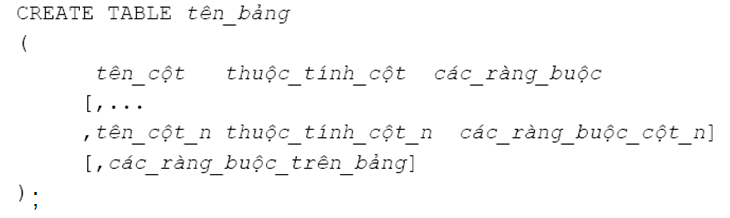 CREATE TABLE tên_bảng
(
tên_cột thuộc_tính_cột các_ràng_buộc
[,...
,tên_cột_n thuộc_tính_cột_n các_ràng_buộc_cột_n]
[,các_ràng_buộc_trên_bảng]
);